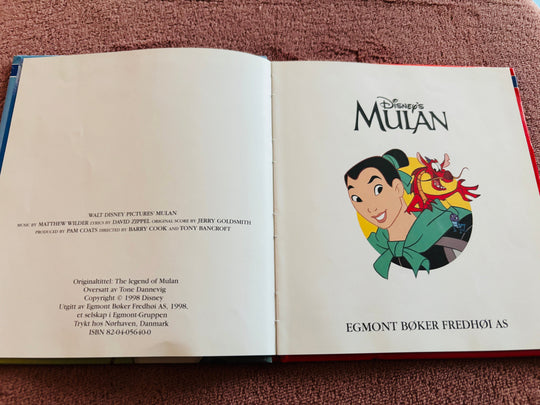 WALT DISNEY PICTURES' MULAN
MUSIC BY MATTHEW WILDER LYRICS BY DAVID ZIPPEL ORIGINAL SCORE BY JERRY GOLDSMITH
PRODUCED BY PAM COATS DIRECTED BY BARRY COOK AND TONY BANCROFT
Originaltittel: The legend of Mulan
Oversatt av Tone Dannevig
Copyright © 1998 Disney
Utgitt av Egmont Bøker Fredhøi AS, 1998,
et selskap i Egmont-Gruppen
Trykt hos Nørhaven, Danmark
ISBN 82-04-05640-0
DISNEY'S
MULAN
EGMONT BØKER FREDHØI AS